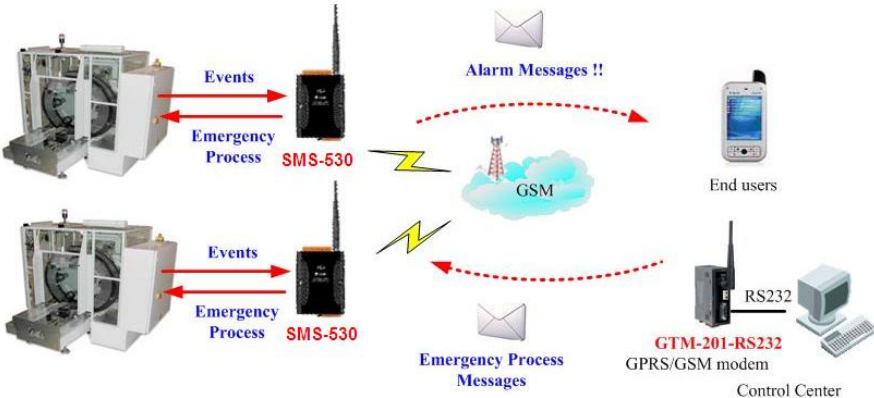 Events
Emergency
Process
SMS-530
Alarm Messages !!
GSM
End users
Events
Emergency
Process
SMS-530
Emergency Process
Messages
RS232
GTM-201-RS232
GPRS/GSM modem
Control Center